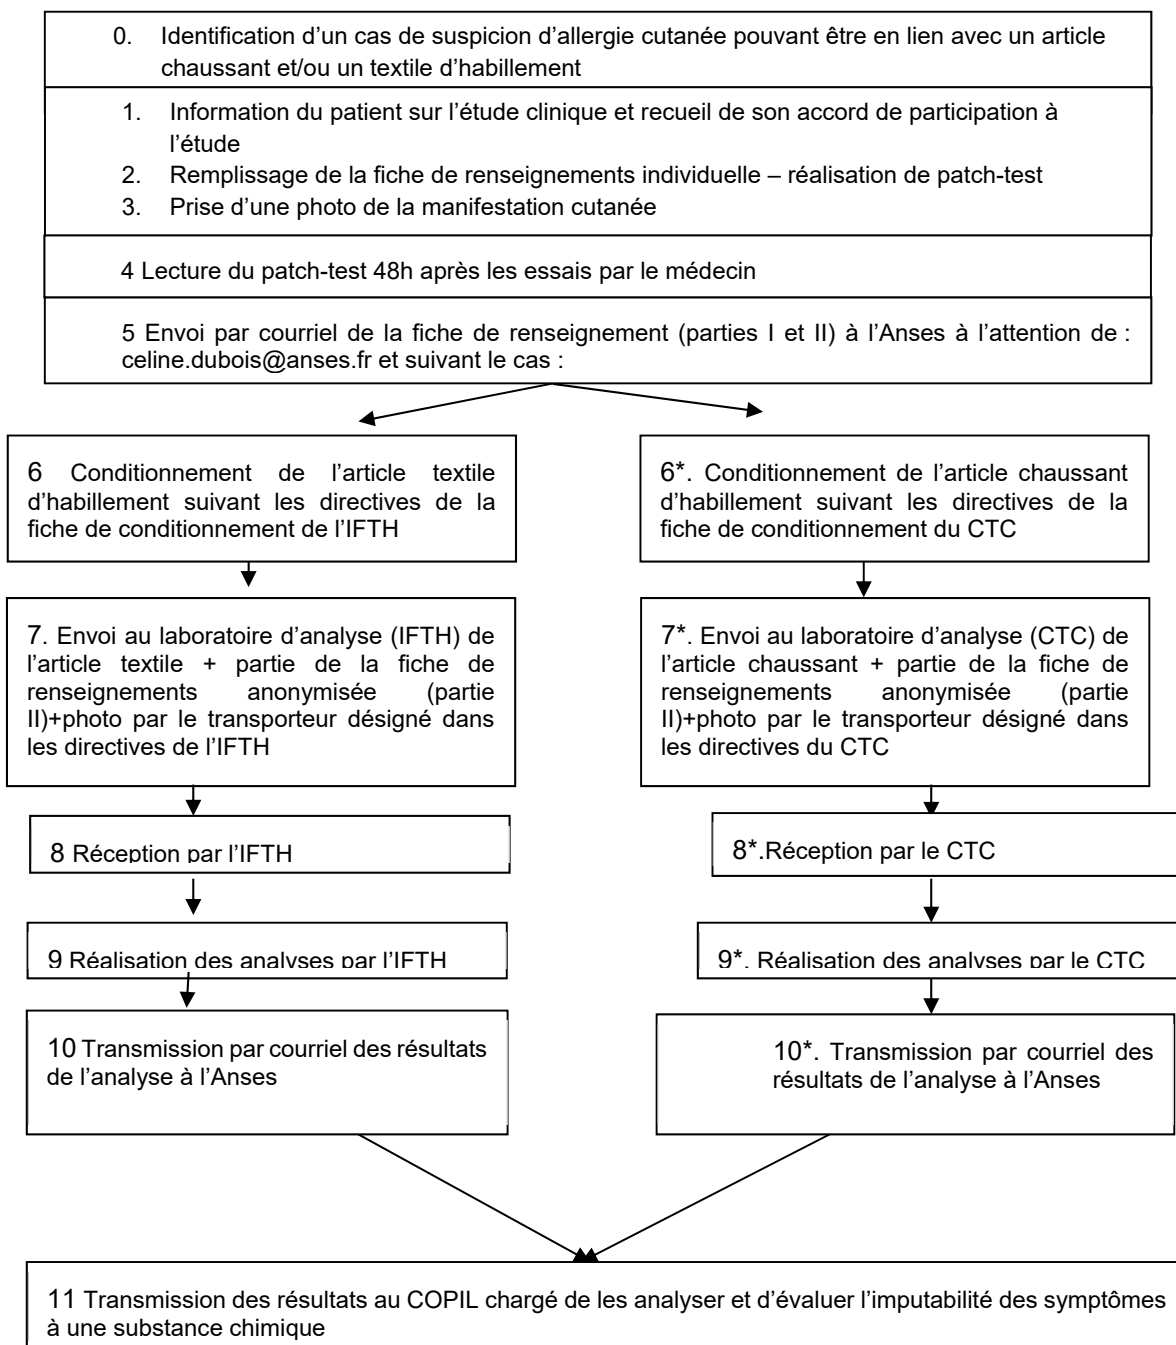 0. Identification d’un cas de suspicion d’allergie cutanée pouvant être en lien avec un article
chaussant et/ou un textile d’habillement
1. Information du patient sur l’étude clinique et recueil de son accord de participation à
l’étude
2. Remplissage de la fiche de renseignements individuelle – réalisation de patch-test
3. Prise d’une photo de la manifestation cutanée
4 Lecture du patch-test 48h après les essais par le médecin
5 Envoi par courriel de la fiche de renseignement (parties I et II) à l’Anses à l’attention de :
celine.dubois@anses.fr et suivant le cas :
6 Conditionnement de l’article textile
d’habillement suivant les directives de la
fiche de conditionnement de l’IFTH
6*. Conditionnement de l’article chaussant
d’habillement suivant les directives de la
fiche de conditionnement du CTC
7. Envoi au laboratoire d’analyse (IFTH) de
l’article textile + partie de la fiche de
renseignements anonymisée (partie
II)+photo par le transporteur désigné dans
les directives de l’IFTH
7*. Envoi au laboratoire d’analyse (CTC) de
l’article chaussant + partie de la fiche de
renseignements anonymisée (partie
II)+photo par le transporteur désigné dans
les directives du CTC
8 Réception par l’IFTH
8*.Réception par le CTC
9 Réalisation des analyses par l’IFTH
9*. Réalisation des analyses par le CTC
10 Transmission par courriel des résultats
de l’analyse à l’Anses
10*. Transmission par courriel des
résultats de l’analyse à l’Anses
11 Transmission des résultats au COPIL chargé de les analyser et d’évaluer l’imputabilité des symptômes
à une substance chimique